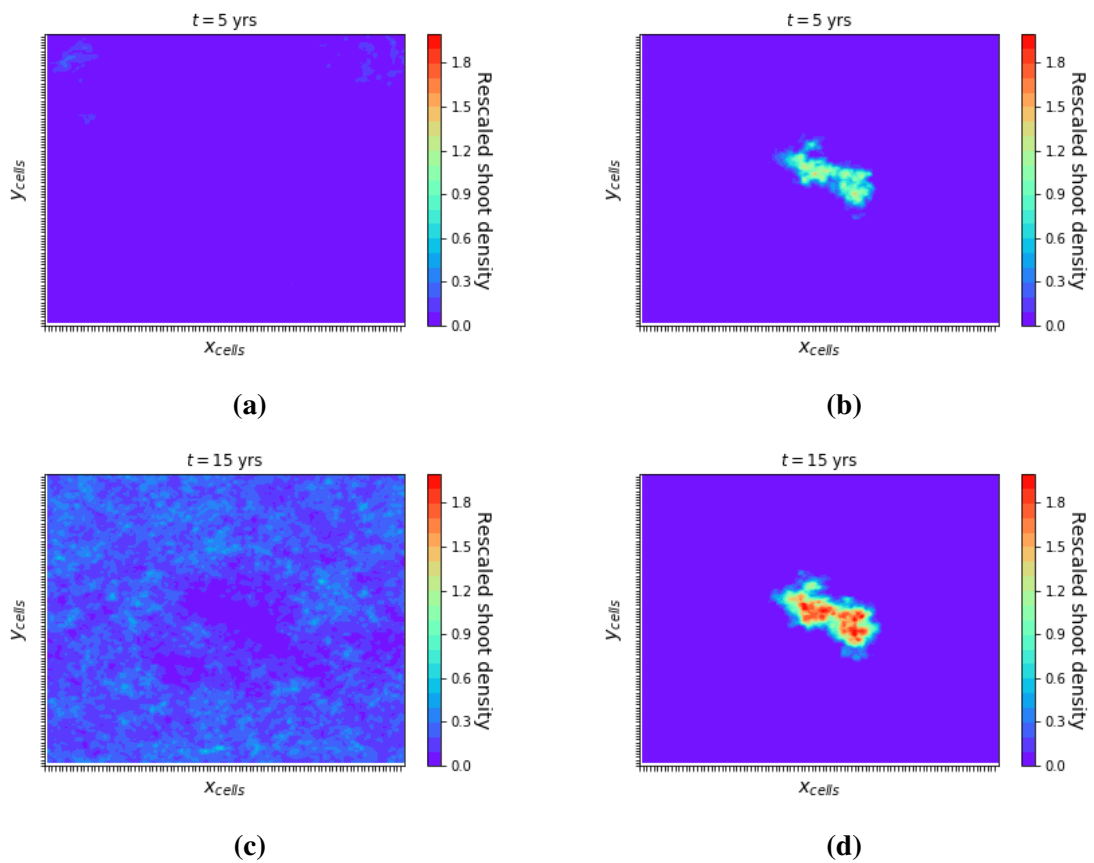 t = 5 yrs
y_cells
x_cells
1.8
1.5
1.2
0.9
0.6
0.3
0.0
Rescaled shoot density
(a)
t = 5 yrs
y_cells
x_cells
1.8
1.5
1.2
0.9
0.6
0.3
0.0
Rescaled shoot density
(b)
t = 15 yrs
y_cells
x_cells
1.8
1.5
1.2
0.9
0.6
0.3
0.0
Rescaled shoot density
(c)
t = 15 yrs
y_cells
x_cells
1.8
1.5
1.2
0.9
0.6
0.3
0.0
Rescaled shoot density
(d)